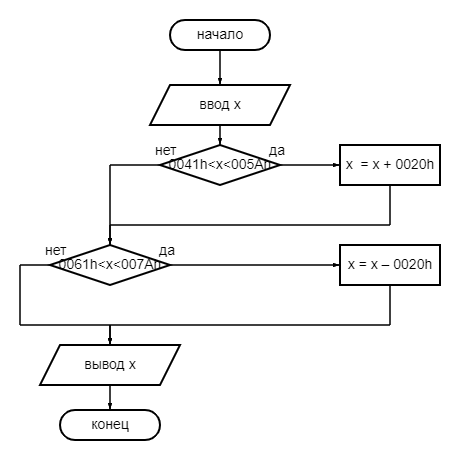 начало
ввод x
нет
да
0041h<x<005Ah
x = x + 0020h
нет
да
0061h<x<007Ah
x = x – 0020h
вывод x
конец